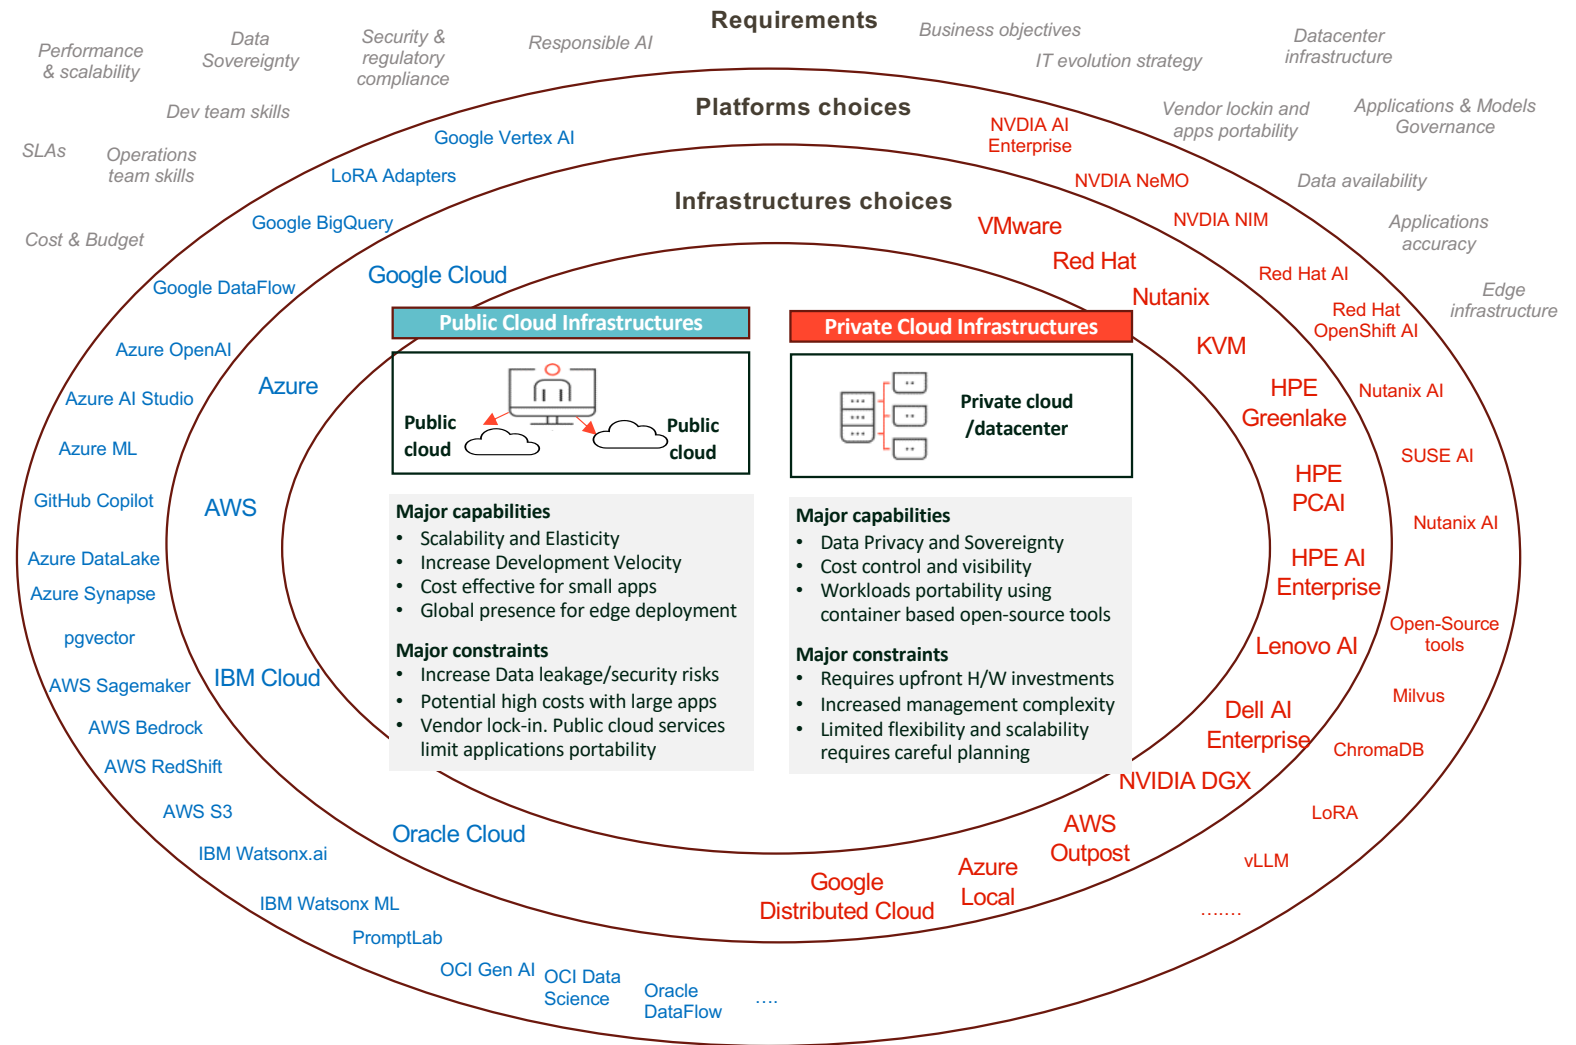 Requirements
Performance
& scalability
Data
Sovereignty
Security &
regulatory
compliance
Responsible AI
Business objectives
IT evolution strategy
Datacenter
infrastructure
Dev team skills
Vendor lockin and
apps portability
Applications & Models
Governance
SLAs
Operations
team skills
Data availability
Cost & Budget
Applications
accuracy
Edge
infrastructure
Platforms choices
Google Vertex AI
LoRA Adapters
Google BigQuery
Google DataFlow
Azure OpenAI
Azure AI Studio
Azure ML
GitHub Copilot
Azure DataLake
Azure Synapse
pgvector
AWS Sagemaker
AWS Bedrock
AWS RedShift
AWS S3
IBM Watsonx.ai
IBM Watsonx ML
PromptLab
OCI Gen AI
OCI Data
Science
Oracle
DataFlow
....
NVIDIA AI
Enterprise
NVIDIA NeMO
NVIDIA NIM
Red Hat AI
Red Hat
OpenShift AI
Nutanix AI
SUSE AI
Nutanix AI
Open-Source
tools
Milvus
ChromaDB
LoRA
vLLM
.......
Infrastructures choices
Google Cloud
Azure
AWS
IBM Cloud
Oracle Cloud
VMware
Red Hat
Nutanix
KVM
HPE
Greenlake
HPE
PCAI
HPE AI
Enterprise
Lenovo AI
Dell AI
Enterprise
NVIDIA DGX
AWS
Outpost
Azure
Local
Google
Distributed Cloud
Public Cloud Infrastructures
Public
cloud
Public
cloud
Major capabilities
• Scalability and Elasticity
• Increase Development Velocity
• Cost effective for small apps
• Global presence for edge deployment
Major constraints
• Increase Data leakage/security risks
• Potential high costs with large apps
• Vendor lock-in. Public cloud services
limit applications portability
Private Cloud Infrastructures
Private cloud
/datacenter
Major capabilities
• Data Privacy and Sovereignty
• Cost control and visibility
• Workloads portability using
container based open-source tools
Major constraints
• Requires upfront H/W investments
• Increased management complexity
• Limited flexibility and scalability
requires careful planning